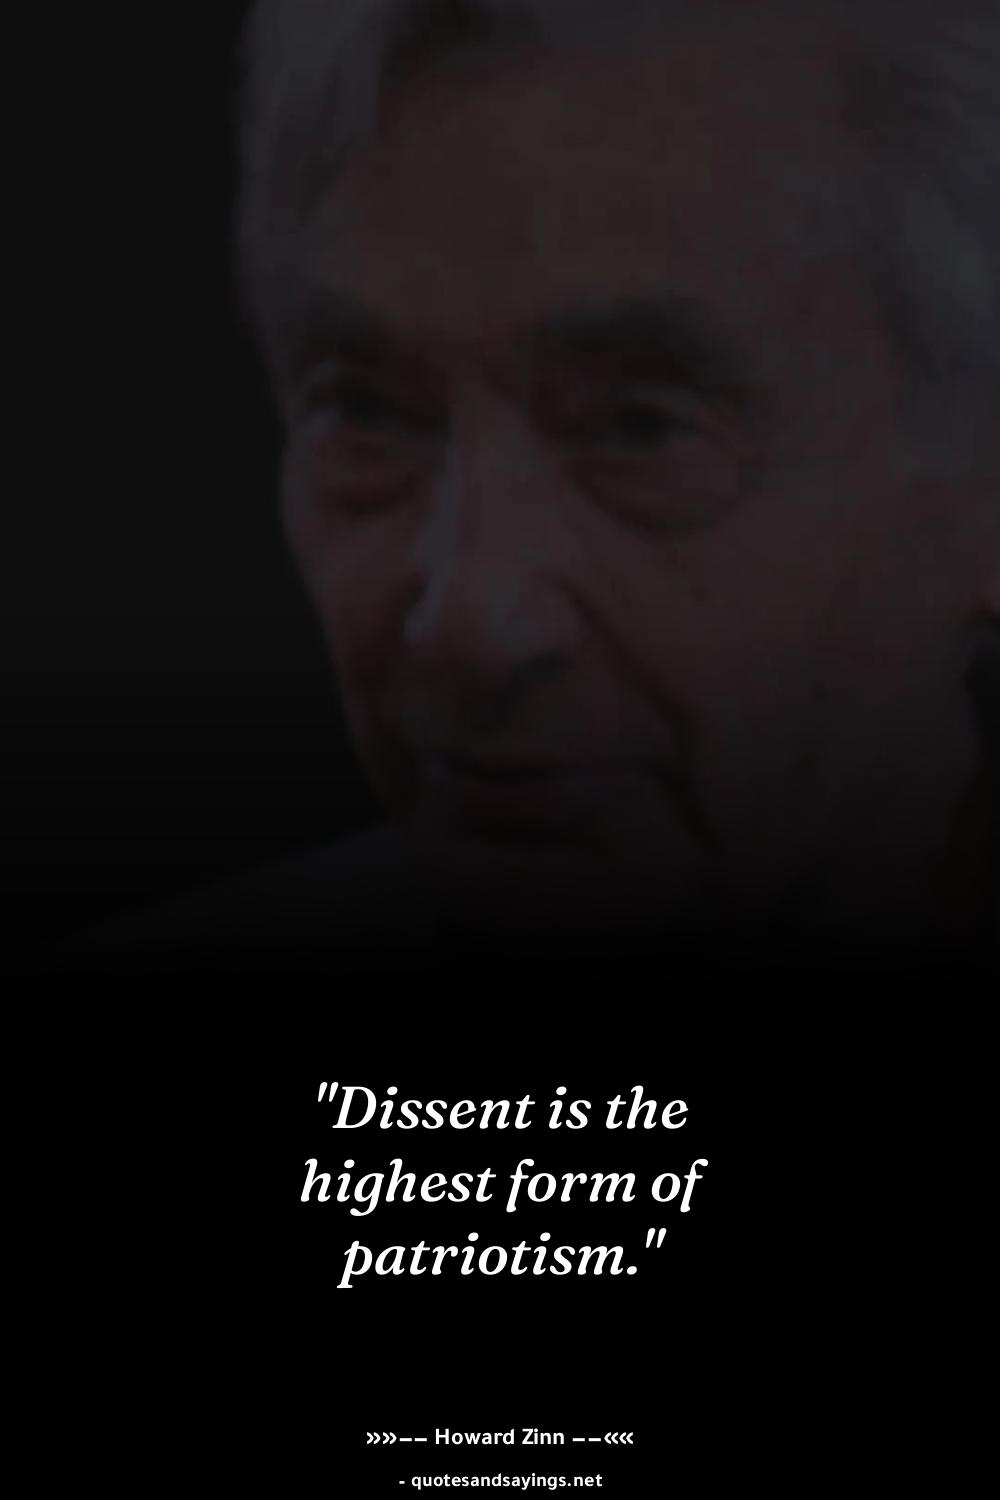 "Dissent is the
highest form of
patriotism."
»»–– Howard Zinn ––««
- quotesandsayings.net